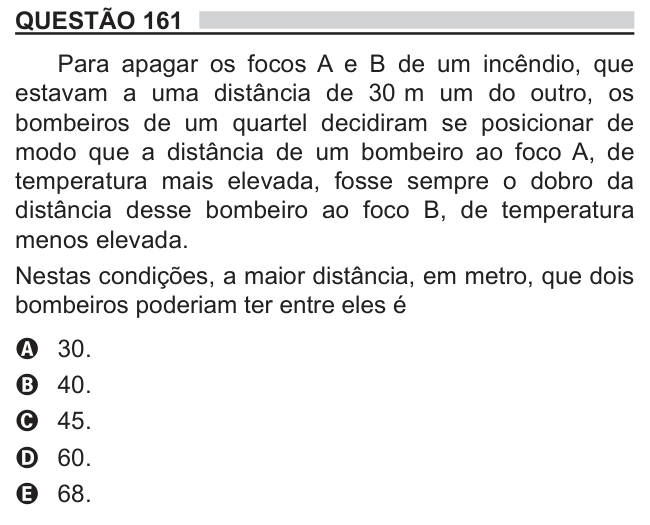 QUESTÃO 161
Para apagar os focos A e B de um incêndio, que
estavam a uma distância de 30 m um do outro, os
bombeiros de um quartel decidiram se posicionar de
modo que a distância de um bombeiro ao foco A, de
temperatura mais elevada, fosse sempre o dobro da
distância desse bombeiro ao foco B, de temperatura
menos elevada.
Nestas condições, a maior distância, em metro, que dois
bombeiros poderiam ter entre eles é
A 30.
B 40.
C 45.
D 60.
E 68.